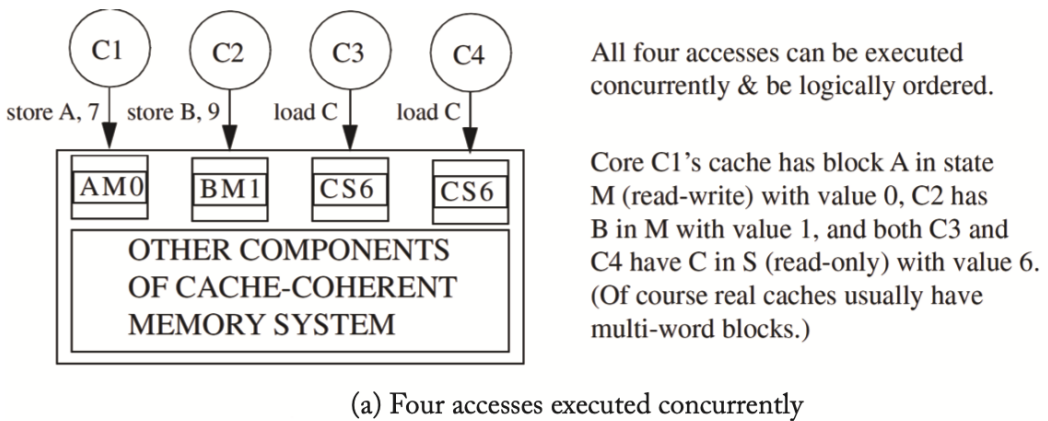 C1 C2 C3 C4
store A, 7 store B, 9 load C load C
AM0 BM1 CS6 CS6
OTHER COMPONENTS
OF CACHE-COHERENT
MEMORY SYSTEM
All four accesses can be executed
concurrently & be logically ordered.
Core C1's cache has block A in state
M (read-write) with value 0, C2 has
B in M with value 1, and both C3 and
C4 have C in S (read-only) with value 6.
(Of course real caches usually have
multi-word blocks.)
(a) Four accesses executed concurrently